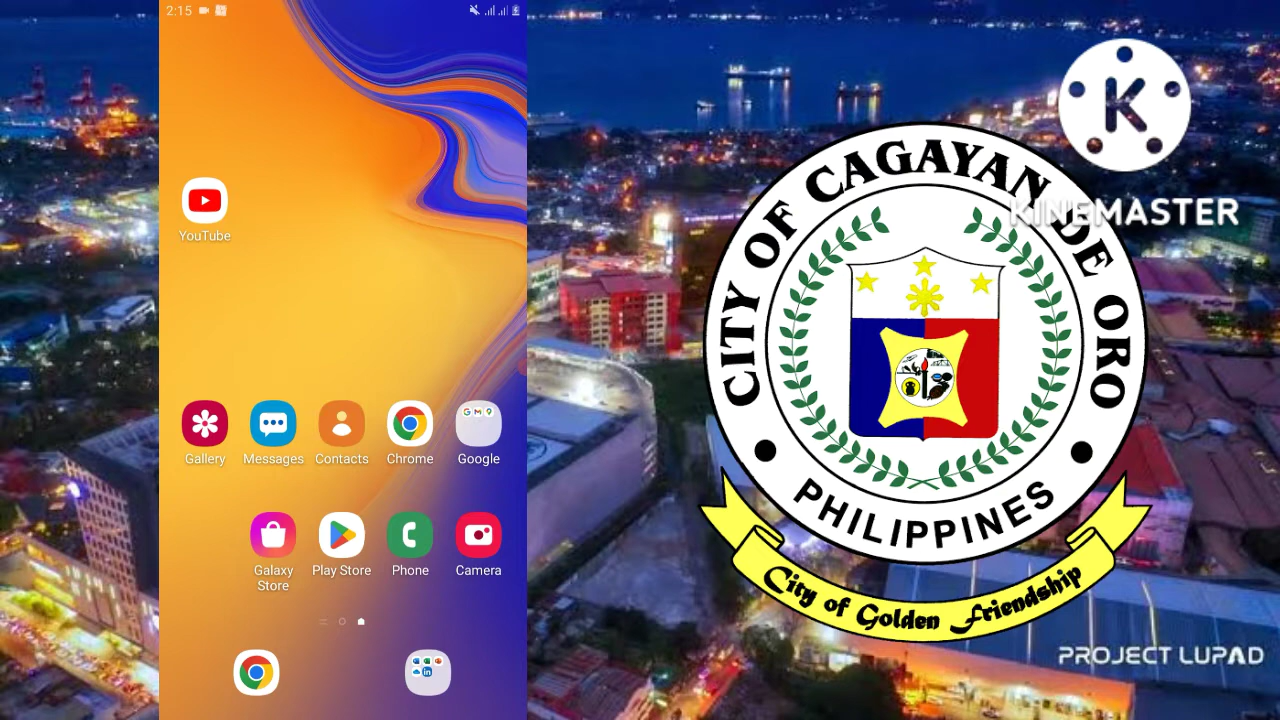 2:15
YouTube
Gallery
Messages
Contacts
Chrome
Google
Galaxy
Store
Play Store
Phone
Camera
K
KINEMASTER
CITY OF CAGAYAN DE ORO
PHILIPPINES
City of Golden Friendship
PROJECT LUPAD